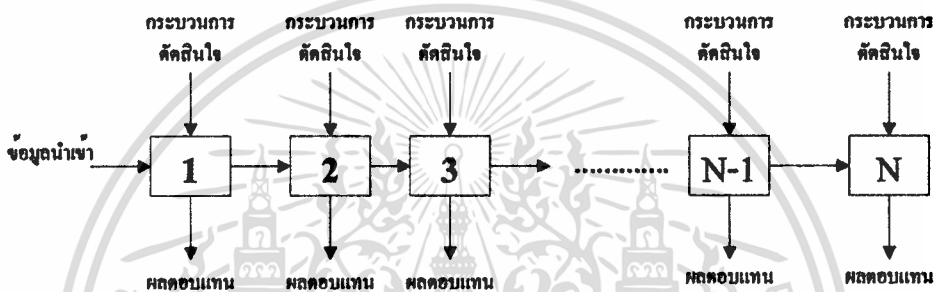 กระบวนการ กระบวนการ กระบวนการ กระบวนการ กระบวนการ
ตัดสินใจ ตัดสินใจ ตัดสินใจ ตัดสินใจ ตัดสินใจ
ข้อมูลนำเข้า
1 2 3 ............ N-1 N
ผลตอบแทน ผลตอบแทน ผลตอบแทน ผลตอบแทน ผลตอบแทน